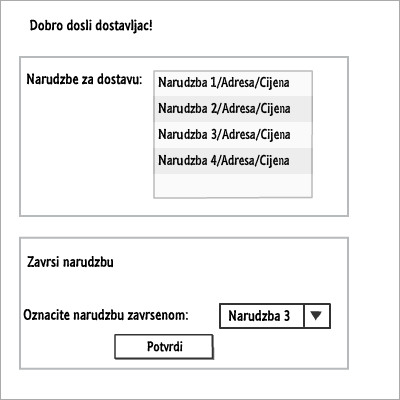 Dobro dosli dostavljac!
Narudzbe za dostavu:
Narudzba 1/Adresa/Cijena
Narudzba 2/Adresa/Cijena
Narudzba 3/Adresa/Cijena
Narudzba 4/Adresa/Cijena
Zavrsi narudzbu
Oznacite narudzbu zavrsenom: Narudzba 3
Potvrdi